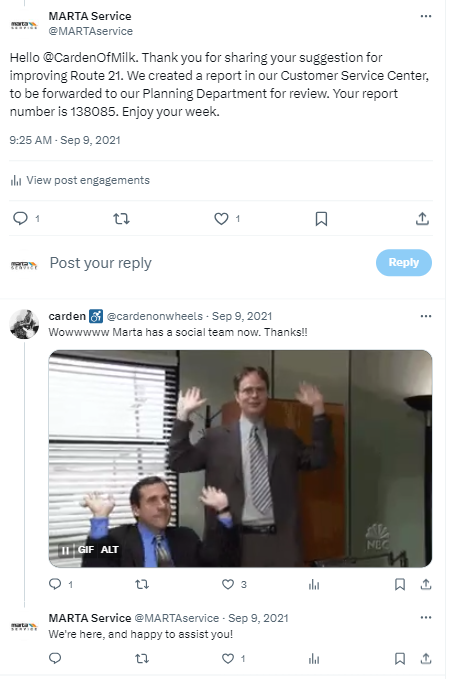 MARTA Service
@MARTAservice
Hello @CardenOfMilk. Thank you for sharing your suggestion for
improving Route 21. We created a report in our Customer Service Center,
to be forwarded to our Planning Department for review. Your report
number is 138085. Enjoy your week.
9:25 AM · Sep 9, 2021
View post engagements
1 1
Post your reply Reply
carden @cardenonwheels · Sep 9, 2021
Wowwwww Marta has a social team now. Thanks!!
GIF ALT
NBC
1 3
MARTA Service @MARTAservice · Sep 9, 2021
We're here, and happy to assist you!
1